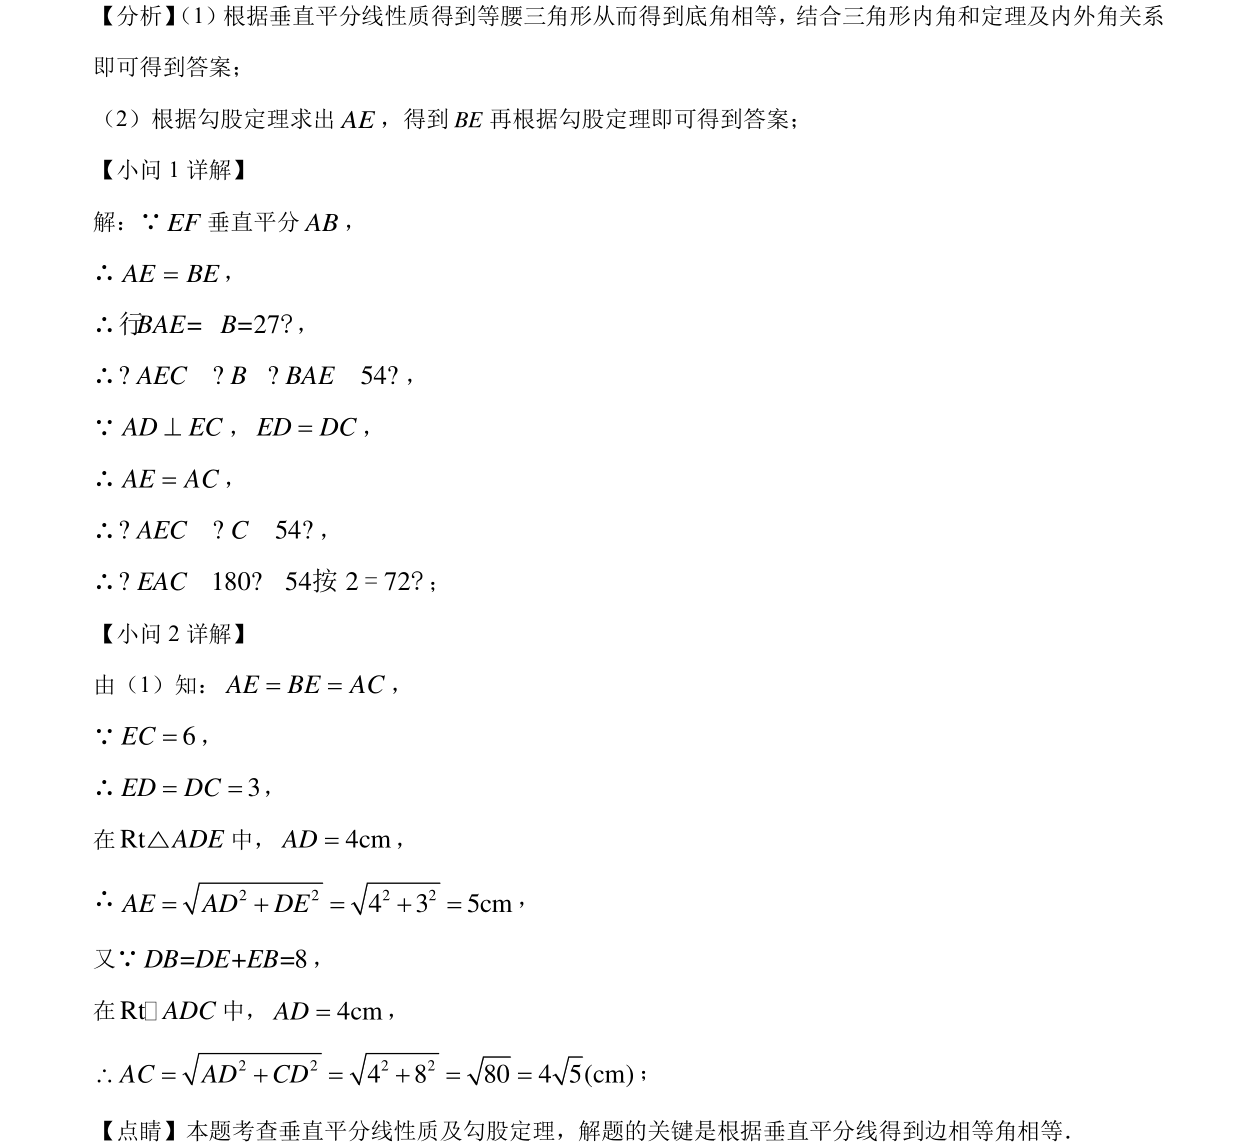 【分析】（1）根据垂直平分线性质得到等腰三角形从而得到底角相等，结合三角形内角和定理及内外角关系
即可得到答案；
（2）根据勾股定理求出 AE，得到 BE 再根据勾股定理即可得到答案；
【小问 1 详解】
解：∵ EF 垂直平分 AB，
∴ AE = BE，
∴行BAE= B=27?，
∴? AEC ? B ? BAE 54?，
∵ AD ⊥ EC， ED = DC，
∴ AE = AC，
∴? AEC ? C 54?，
∴? EAC 180? 54按 2 = 72?；
【小问 2 详解】
由（1）知： AE = BE = AC，
∵ EC = 6，
∴ ED = DC = 3，
在 Rt△ADE 中， AD = 4cm，
∴ AE = √(AD² + DE²) = √(4² + 3²) = 5cm，
又∵ DB=DE+EB=8，
在 Rt□ ADC 中， AD = 4cm，
∴ AC = √(AD² + CD²) = √(4² + 8²) = √80 = 4√5(cm)；
【点睛】本题考查垂直平分线性质及勾股定理，解题的关键是根据垂直平分线得到边相等角相等．